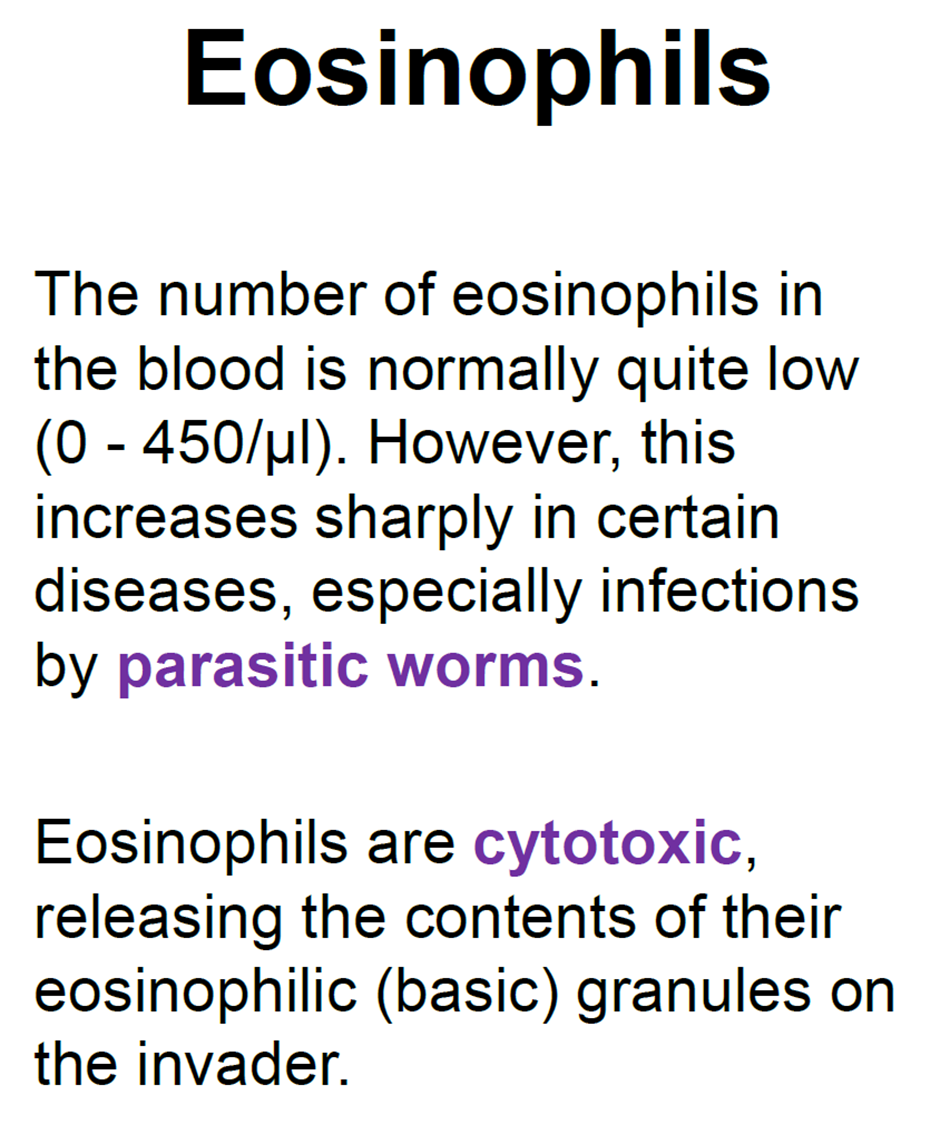 Eosinophils
The number of eosinophils in
the blood is normally quite low
(0 - 450/µl). However, this
increases sharply in certain
diseases, especially infections
by parasitic worms.
Eosinophils are cytotoxic,
releasing the contents of their
eosinophilic (basic) granules on
the invader.